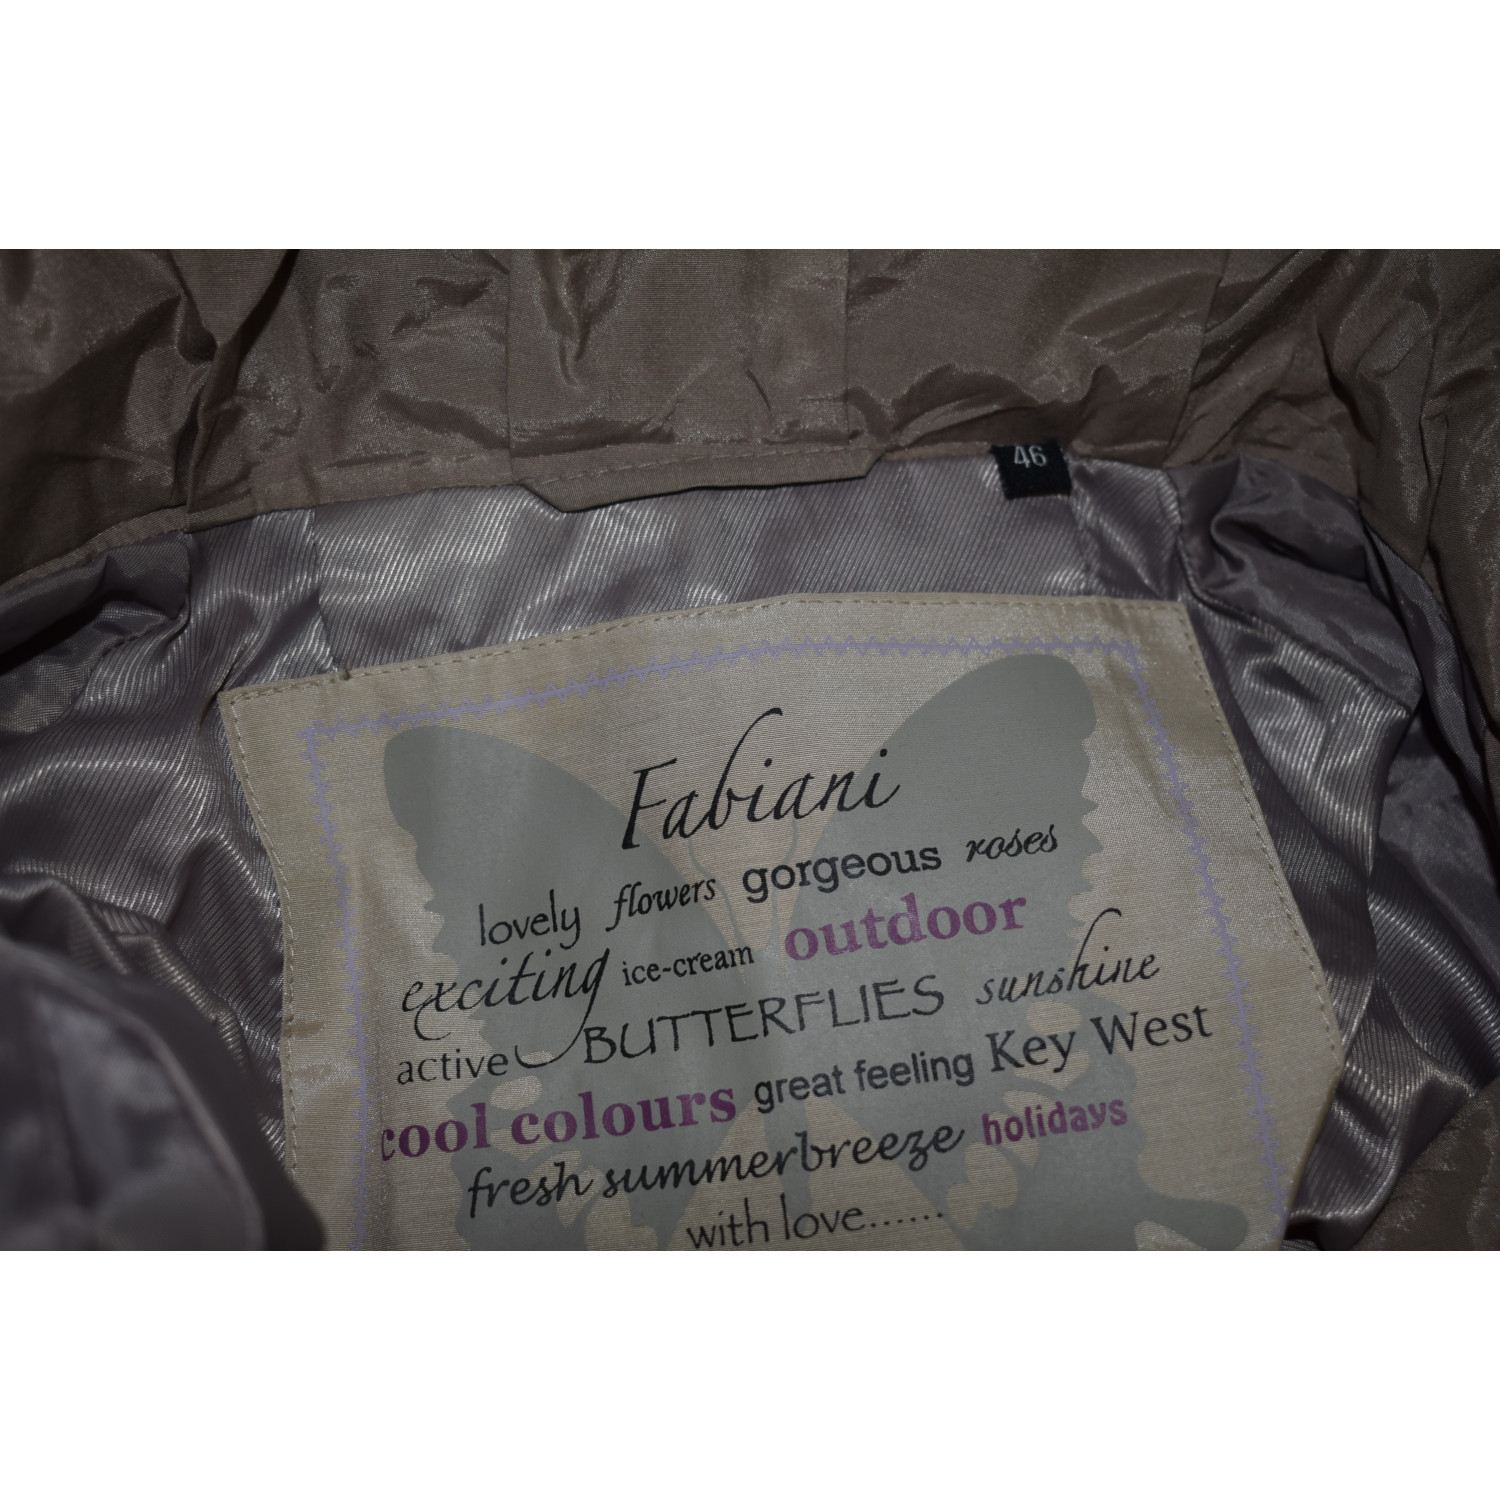 46
Fabiani
lovely flowers gorgeous roses
exciting ice-cream outdoor
active BUTTERFLIES sunshine
cool colours great feeling Key West
fresh summerbreeze holidays
with love......